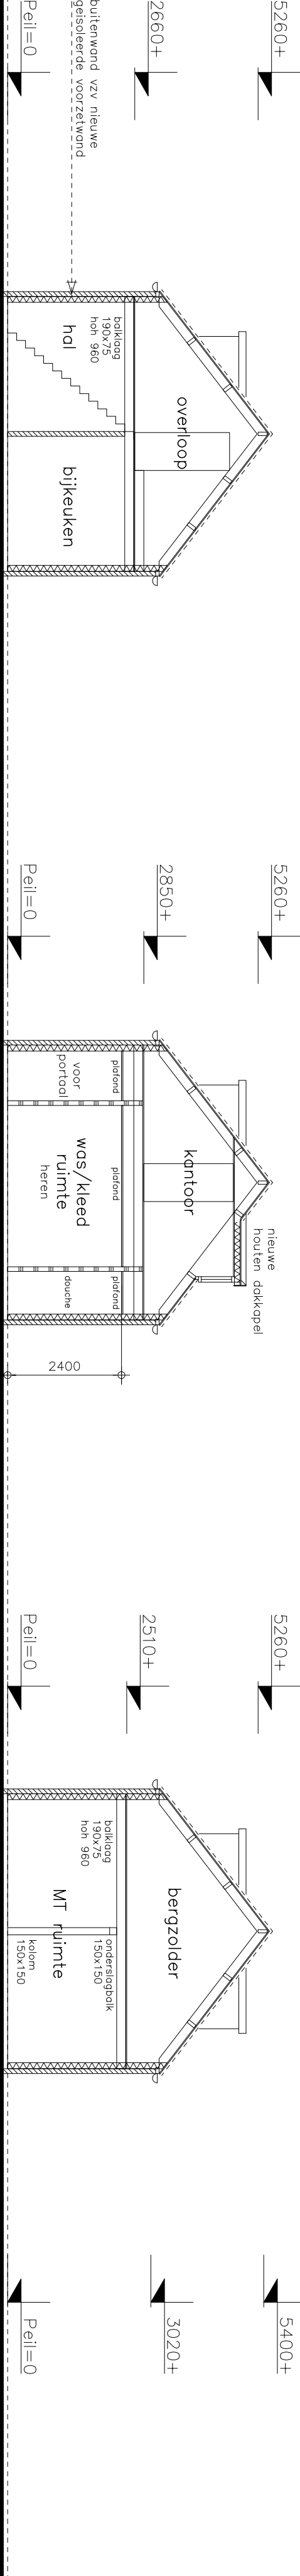 5260+
2660+
Peil=0
buitenwand vzv nieuwe
geisoleerde voorzetwand
balklaag
190x75
hoh 960
hal
overloop
bijkeuken
5260+
2850+
Peil=0
nieuwe
houten dakkapel
kantoor
plafond
plafond
plafond
voor
portaal
was/kleed
ruimte
heren
douche
2400
5260+
2510+
Peil=0
bergzolder
balklaag
190x75
hoh 960
MT ruimte
onderslagbalk
150x150
kolom
150x150
5400+
3020+
Peil=0